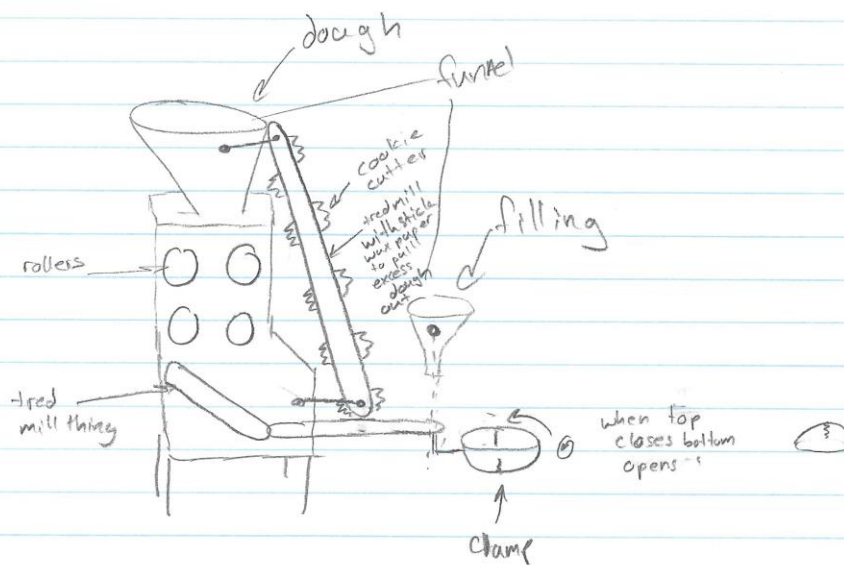 dough
funnel
cookie
cutter
tredmill
with stick
wax paper
to pull
excess
dough
out
filling
rollers
tred
mill thing
when top
closes bottom
opens
clamp